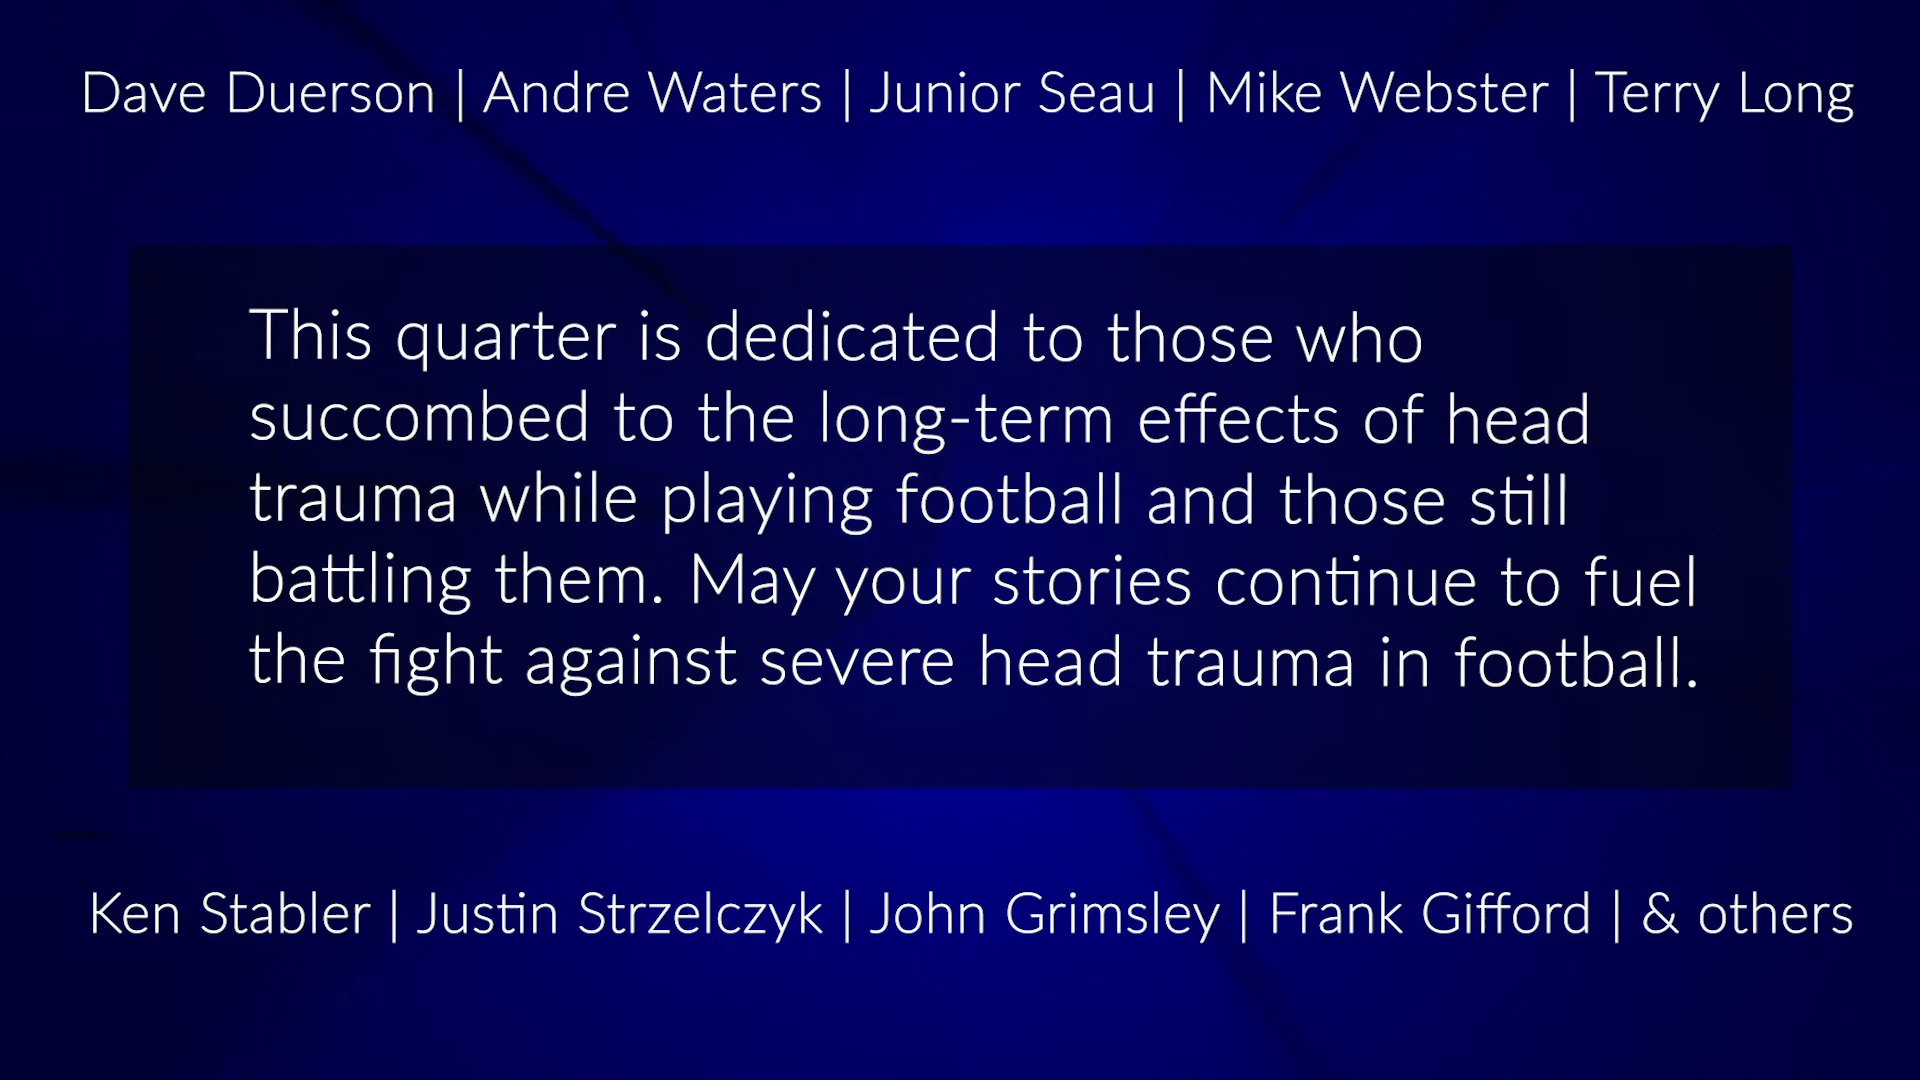 Dave Duerson | Andre Waters | Junior Seau | Mike Webster | Terry Long
This quarter is dedicated to those who
succombed to the long-term effects of head
trauma while playing football and those still
battling them. May your stories continue to fuel
the fight against severe head trauma in football.
Ken Stabler | Justin Strzelczyk | John Grimsley | Frank Gifford | & others